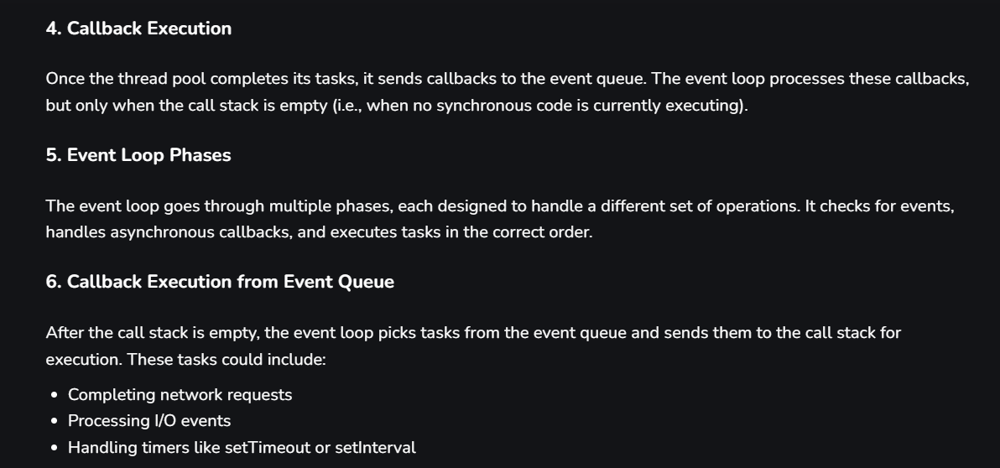 4. Callback Execution
Once the thread pool completes its tasks, it sends callbacks to the event queue. The event loop processes these callbacks,
but only when the call stack is empty (i.e., when no synchronous code is currently executing).
5. Event Loop Phases
The event loop goes through multiple phases, each designed to handle a different set of operations. It checks for events,
handles asynchronous callbacks, and executes tasks in the correct order.
6. Callback Execution from Event Queue
After the call stack is empty, the event loop picks tasks from the event queue and sends them to the call stack for
execution. These tasks could include:
• Completing network requests
• Processing I/O events
• Handling timers like setTimeout or setInterval